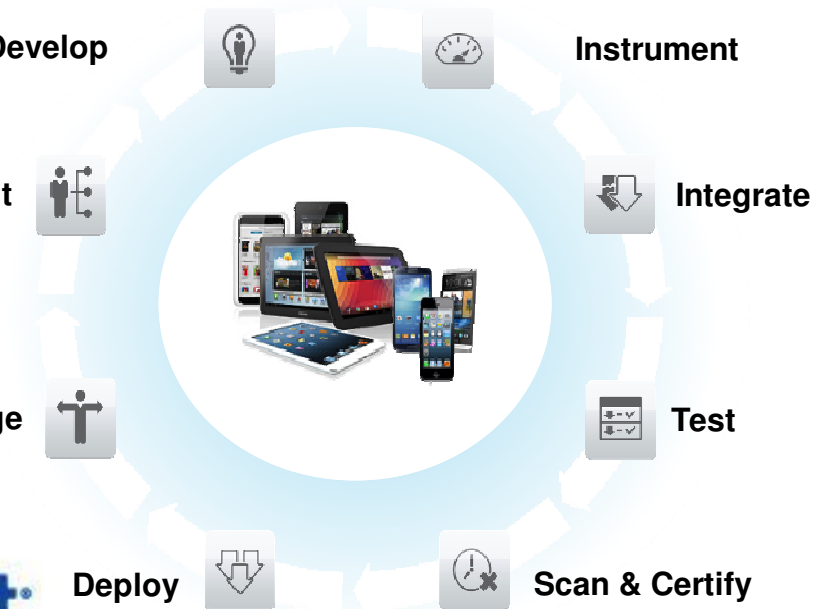 Develop
Instrument
Integrate
Test
Deploy
Scan & Certify